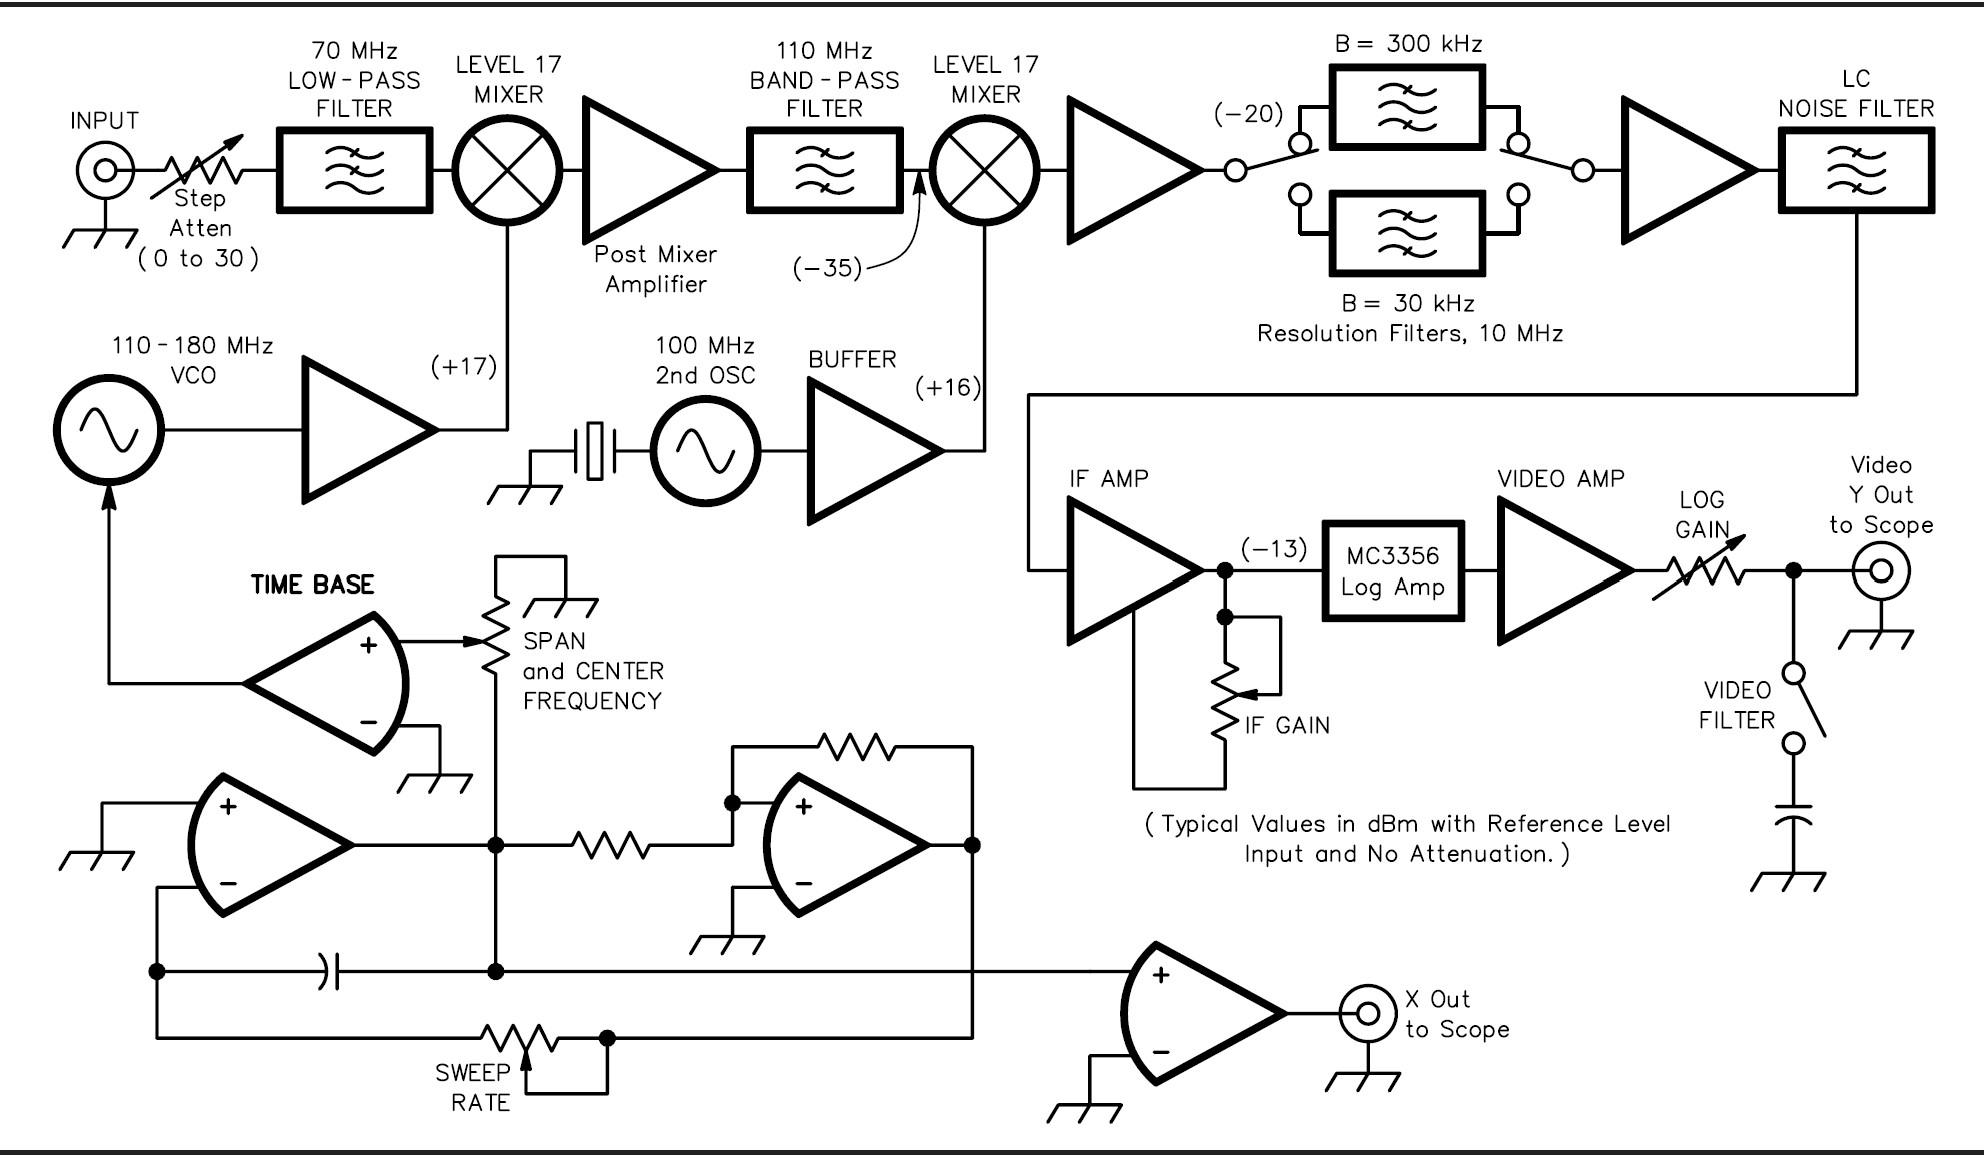 INPUT
Step
Atten
(0 to 30)
70 MHz
LOW-PASS
FILTER
LEVEL 17
MIXER
Post Mixer
Amplifier
110 MHz
BAND-PASS
FILTER
(-35)
LEVEL 17
MIXER
(-20)
B = 300 kHz
B = 30 kHz
Resolution Filters, 10 MHz
LC
NOISE FILTER
110-180 MHz
VCO
(+17)
100 MHz
2nd OSC
BUFFER
(+16)
IF AMP
(-13)
MC3356
Log Amp
VIDEO AMP
LOG
GAIN
Video
Y Out
to Scope
IF GAIN
VIDEO
FILTER
TIME BASE
+
-
SPAN
and CENTER
FREQUENCY
+
-
+
-
(Typical Values in dBm with Reference Level
Input and No Attenuation.)
SWEEP
RATE
+
-
X Out
to Scope